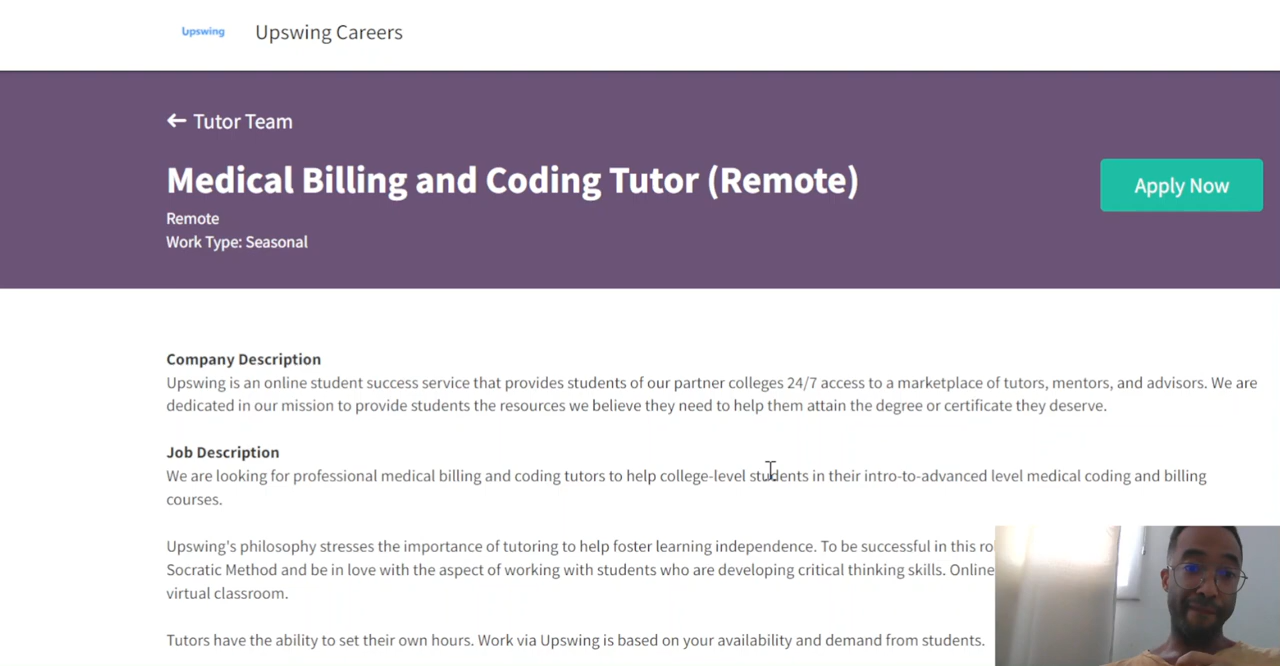 Upswing Upswing Careers
← Tutor Team
Medical Billing and Coding Tutor (Remote)
Apply Now
Remote
Work Type: Seasonal
Company Description
Upswing is an online student success service that provides students of our partner colleges 24/7 access to a marketplace of tutors, mentors, and advisors. We are
dedicated in our mission to provide students the resources we believe they need to help them attain the degree or certificate they deserve.
Job Description
We are looking for professional medical billing and coding tutors to help college-level students in their intro-to-advanced level medical coding and billing
courses.
Upswing's philosophy stresses the importance of tutoring to help foster learning independence. To be successful in this ro
Socratic Method and be in love with the aspect of working with students who are developing critical thinking skills. Online
virtual classroom.
Tutors have the ability to set their own hours. Work via Upswing is based on your availability and demand from students.